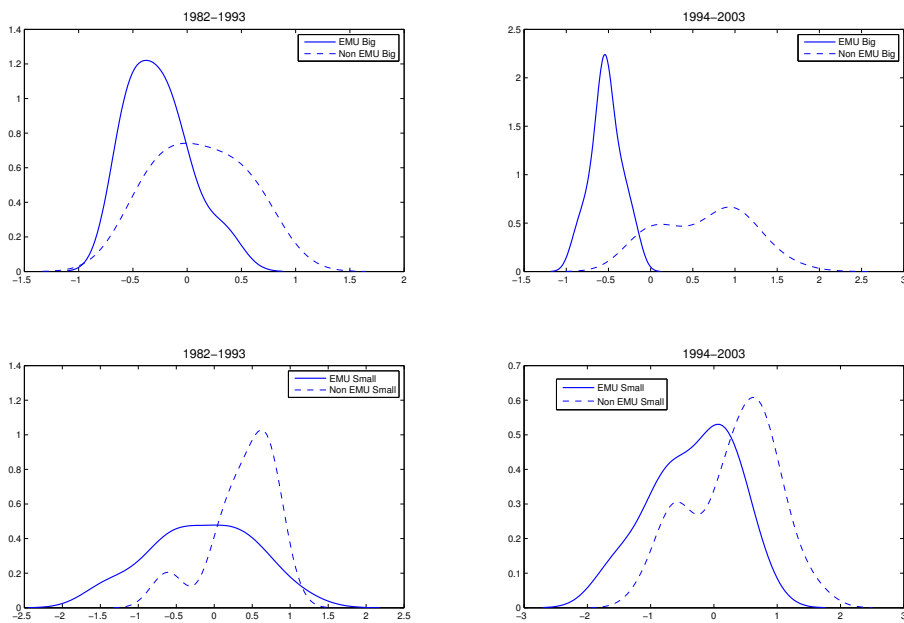 1982−1993
1.4
1.2
1
0.8
0.6
0.4
0.2
0
−1.5 −1 −0.5 0 0.5 1 1.5 2
EMU Big
Non EMU Big
1994−2003
2.5
2
1.5
1
0.5
0
−1.5 −1 −0.5 0 0.5 1 1.5 2 2.5 3
EMU Big
Non EMU Big
1982−1993
1.4
1.2
1
0.8
0.6
0.4
0.2
0
−2.5 −2 −1.5 −1 −0.5 0 0.5 1 1.5 2 2.5
EMU Small
Non EMU Small
1994−2003
0.7
0.6
0.5
0.4
0.3
0.2
0.1
0
−3 −2 −1 0 1 2 3
EMU Small
Non EMU Small